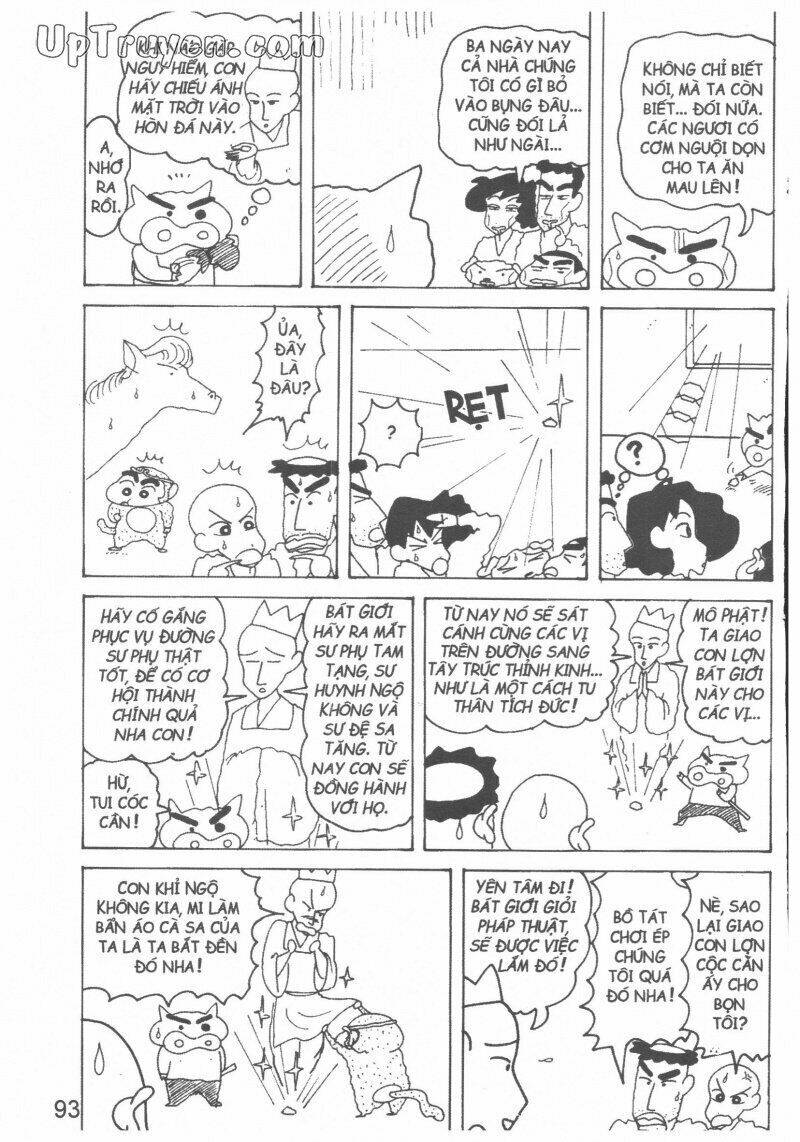 UpTruyen.com
KHÔNG CHỈ BIẾT
NÓI, MÀ TA CÒN
BIẾT... ĐÓI NỮA.
CÁC NGƯƠI CÓ
CƠM NGUỘI DỌN
CHO TA ĂN
MAU LÊN!
BA NGÀY NAY
CẢ NHÀ CHÚNG
TÔI CÓ GÌ BỎ
VÀO BỤNG ĐÂU...
CŨNG ĐÓI LẢ
NHƯ NGÀI...
KHI NÀO GẶP
NGUY HIỂM, CON
HÃY CHIẾU ÁNH
MẶT TRỜI VÀO
HÒN ĐÁ NÀY.
A,
NHỚ
RA
RỒI.
?
RẸT
?
ỦA,
ĐÂY
LÀ
ĐÂU?
MÔ PHẬT!
TA GIAO
CON LỢN
BÁT GIỚI
NÀY CHO
CÁC VỊ...
TỪ NAY NÓ SẼ SÁT
CÁNH CÙNG CÁC VỊ
TRÊN ĐƯỜNG SANG
TÂY TRÚC THỈNH KINH...
NHƯ LÀ MỘT CÁCH TU
THÂN TÍCH ĐỨC!
BÁT GIỚI
HÃY RA MẮT
SƯ PHỤ TAM
TẠNG, SƯ
HUYNH NGỘ
KHÔNG VÀ
SƯ ĐỆ SA
TĂNG. TỪ
NAY CON SẼ
ĐỒNG HÀNH
VỚI HỌ.
HÃY CỐ GẮNG
PHỤC VỤ ĐƯỜNG
SƯ PHỤ THẬT
TỐT, ĐỂ CÓ CƠ
HỘI THÀNH
CHÍNH QUẢ
NHA CON!
HỪ,
TUI CÓC
CẦN!
NÈ, SAO
LẠI GIAO
CON LỢN
CỘC CẰN
ẤY CHO
BỌN
TÔI?
BỒ TÁT
CHƠI ÉP
CHÚNG
TÔI QUÁ
ĐÓ NHA!
YÊN TÂM ĐI!
BÁT GIỚI GIỎI
PHÁP THUẬT,
SẼ ĐƯỢC VIỆC
LẮM ĐÓ!
CON KHỈ NGỘ
KHÔNG KIA, MI LÀM
BẨN ÁO CÀ SA CỦA
TA LÀ TA BẮT ĐỀN
ĐÓ NHA!
93